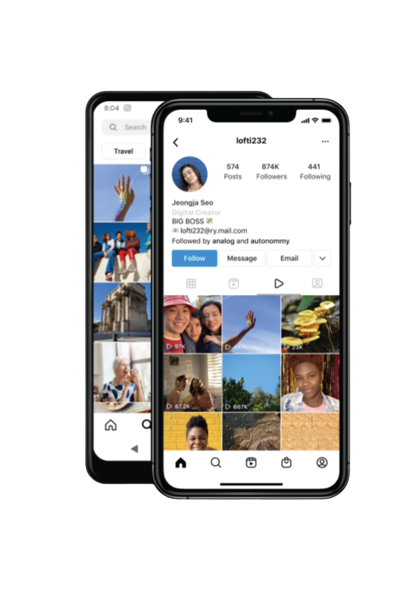 8:04
Search
Travel
9:41
lofti232
574 874K 441
Posts Followers Following
Jeongja Seo
Digital Creator
BIG BOSS
lofti232@ry.mail.com
Followed by analog and autonommy
Follow Message Email
97K 23K
87.2K 667K